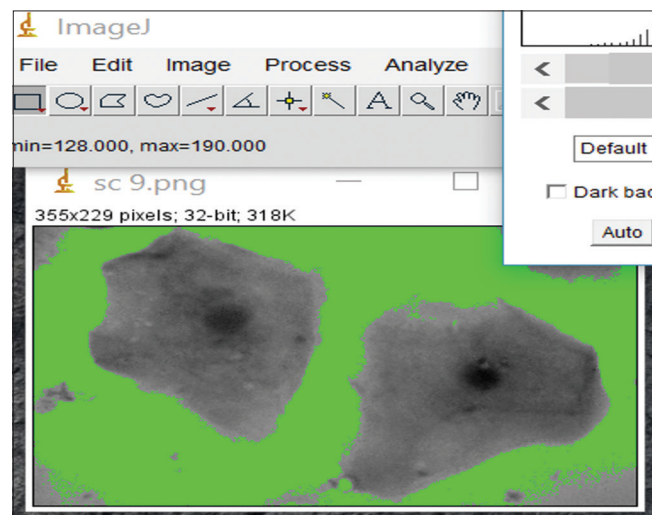 ImageJ
File Edit Image Process Analyze
A
min=128.000, max=190.000
sc 9.png
355x229 pixels; 32-bit; 318K
Default
Dark bac
Auto